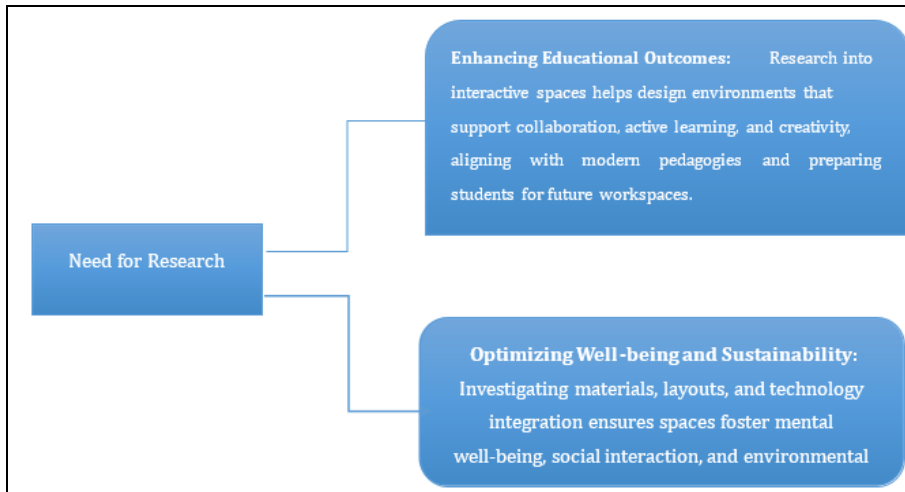 Enhancing Educational Outcomes: Research into
interactive spaces helps design environments that
support collaboration, active learning, and creativity,
aligning with modern pedagogies and preparing
students for future workspaces.
Need for Research
Optimizing Well-being and Sustainability:
Investigating materials, layouts, and technology
integration ensures spaces foster mental
well-being, social interaction, and environmental